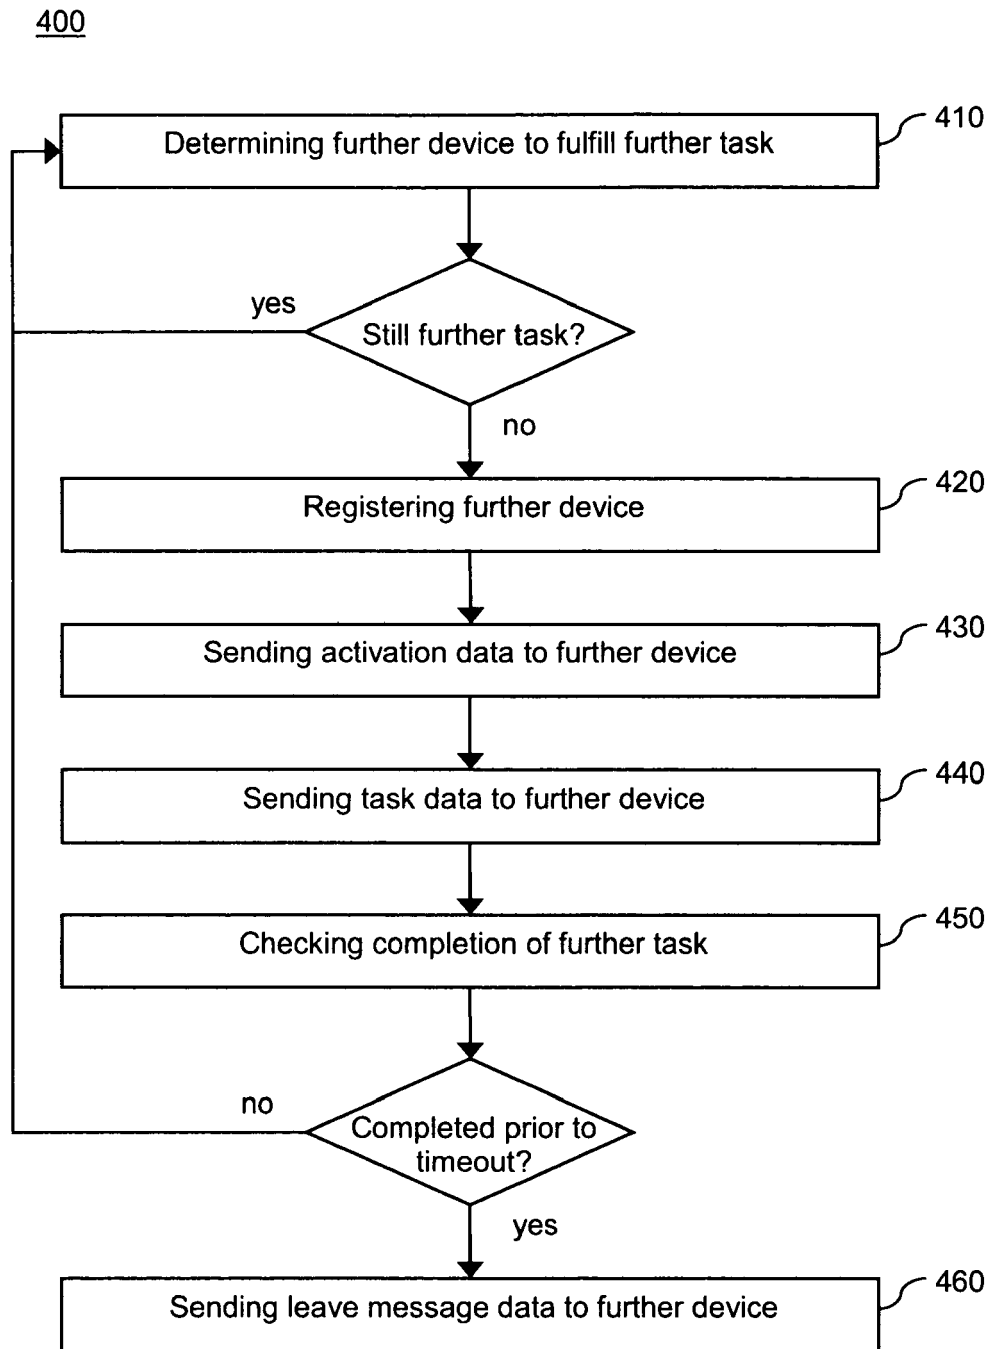 400
410
Determining further device to fulfill further task
yes
Still further task?
no
420
Registering further device
430
Sending activation data to further device
440
Sending task data to further device
450
Checking completion of further task
no
Completed prior to
timeout?
yes
460
Sending leave message data to further device